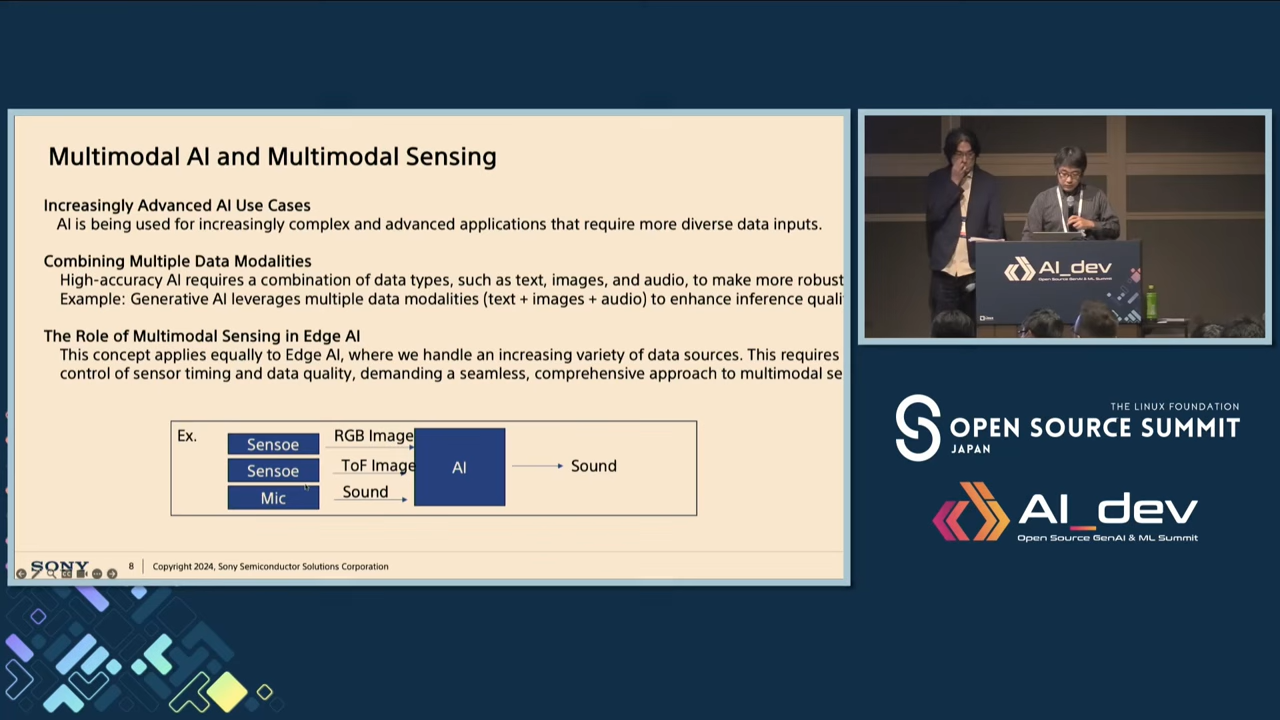 Multimodal AI and Multimodal Sensing
Increasingly Advanced AI Use Cases
AI is being used for increasingly complex and advanced applications that require more diverse data inputs.
Combining Multiple Data Modalities
High-accuracy AI requires a combination of data types, such as text, images, and audio, to make more robust
Example: Generative AI leverages multiple data modalities (text + images + audio) to enhance inference quali
The Role of Multimodal Sensing in Edge AI
This concept applies equally to Edge AI, where we handle an increasing variety of data sources. This requires
control of sensor timing and data quality, demanding a seamless, comprehensive approach to multimodal se
Ex.
Sensoe
RGB Image
Sensoe
ToF Image
Mic
Sound
AI
Sound
SONY
8
Copyright 2024, Sony Semiconductor Solutions Corporation
AI_dev
Open Source GenAI & ML Summit
THE LINUX FOUNDATION
OPEN SOURCE SUMMIT
JAPAN
AI_dev
Open Source GenAI & ML Summit